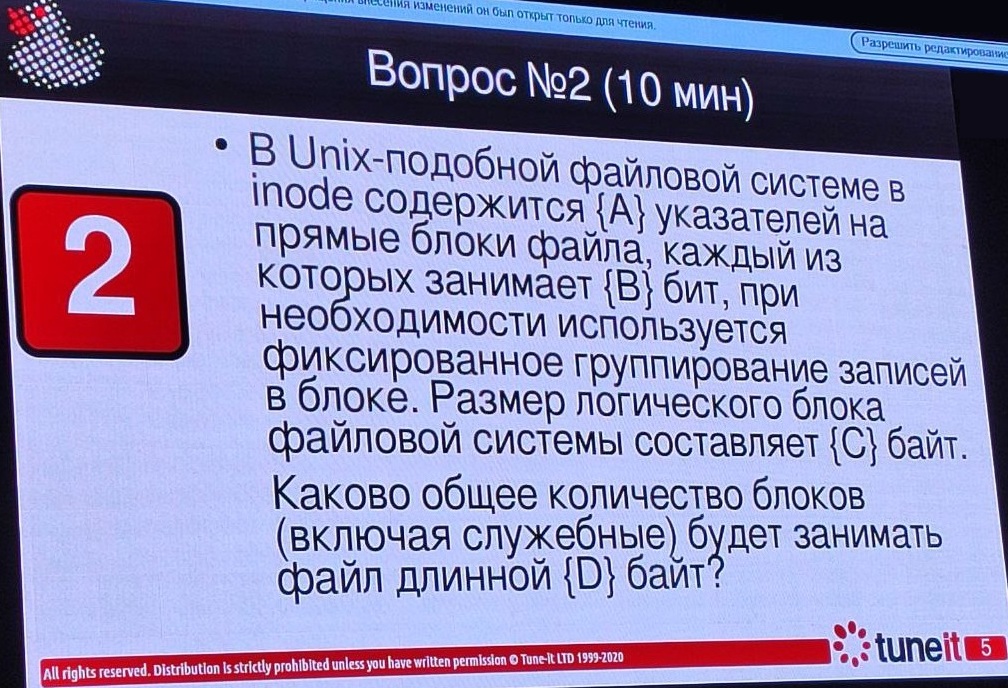 внесения изменений он был открыт только для чтения.
Разрешить редактирование
Вопрос №2 (10 мин)
2
• В Unix-подобной файловой системе в
inode содержится {A} указателей на
прямые блоки файла, каждый из
которых занимает {B} бит, при
необходимости используется
фиксированное группирование записей
в блоке. Размер логического блока
файловой системы составляет {C} байт.
Каково общее количество блоков
(включая служебные) будет занимать
файл длинной {D} байт?
All rights reserved. Distribution is strictly prohibited unless you have written permission © Tune-it LTD 1999-2020
tuneit
5